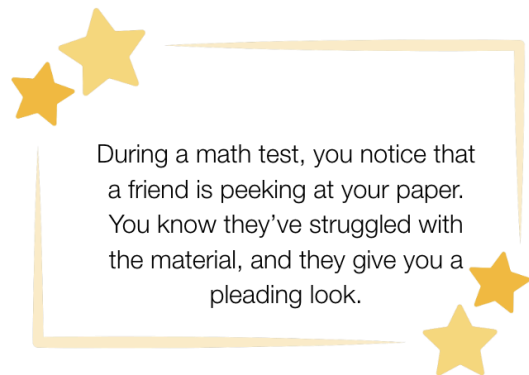 During a math test, you notice that
a friend is peeking at your paper.
You know they’ve struggled with
the material, and they give you a
pleading look.